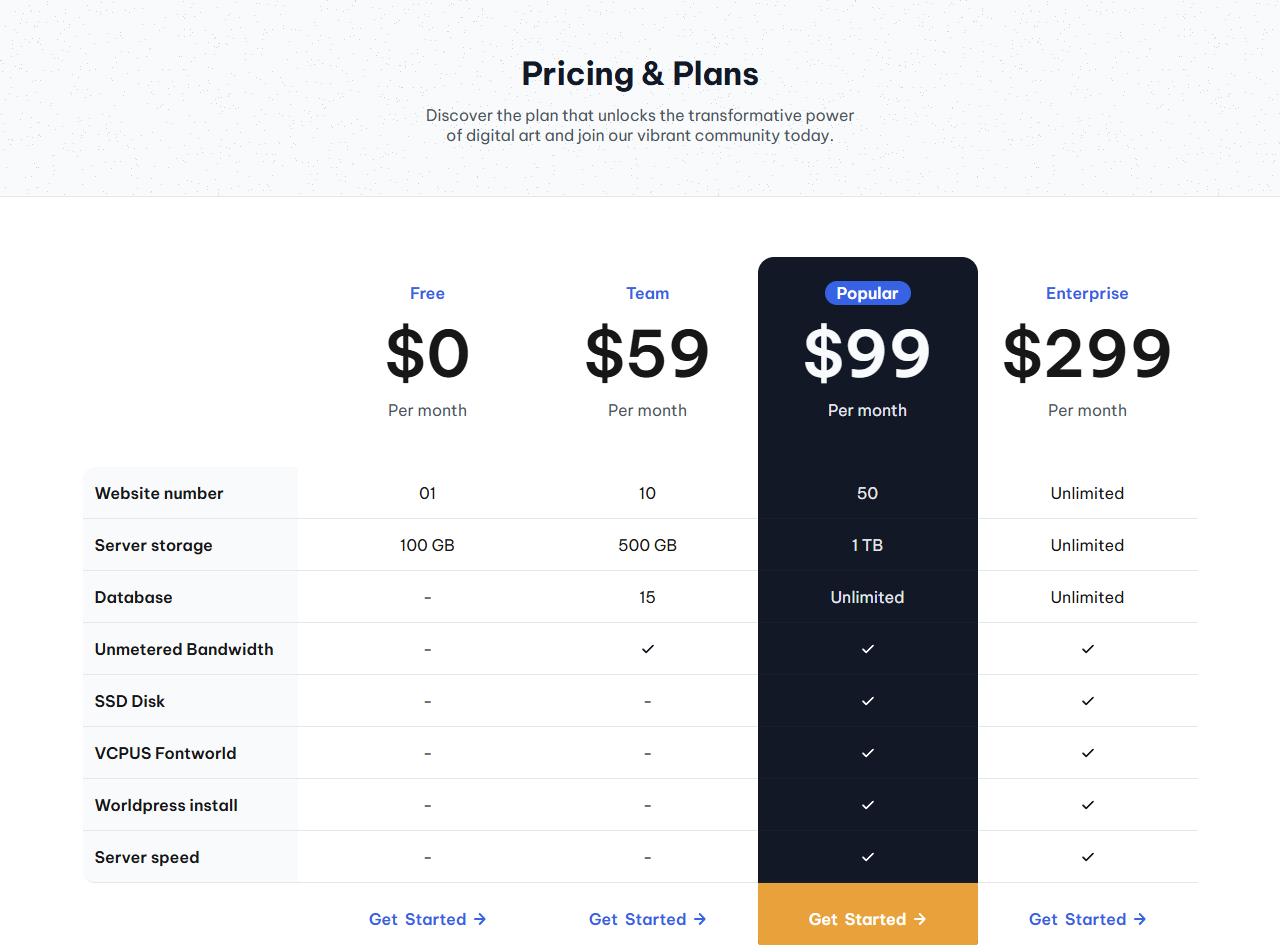 Pricing & Plans
Discover the plan that unlocks the transformative power
of digital art and join our vibrant community today.
Free Team Popular Enterprise
$0 $59 $99 $299
Per month Per month Per month Per month
Website number 01 10 50 Unlimited
Server storage 100 GB 500 GB 1 TB Unlimited
Database - 15 Unlimited Unlimited
Unmetered Bandwidth - ✓ ✓ ✓
SSD Disk - - ✓ ✓
VCPUS Fontworld - - ✓ ✓
Worldpress install - - ✓ ✓
Server speed - - ✓ ✓
Get Started → Get Started → Get Started → Get Started →